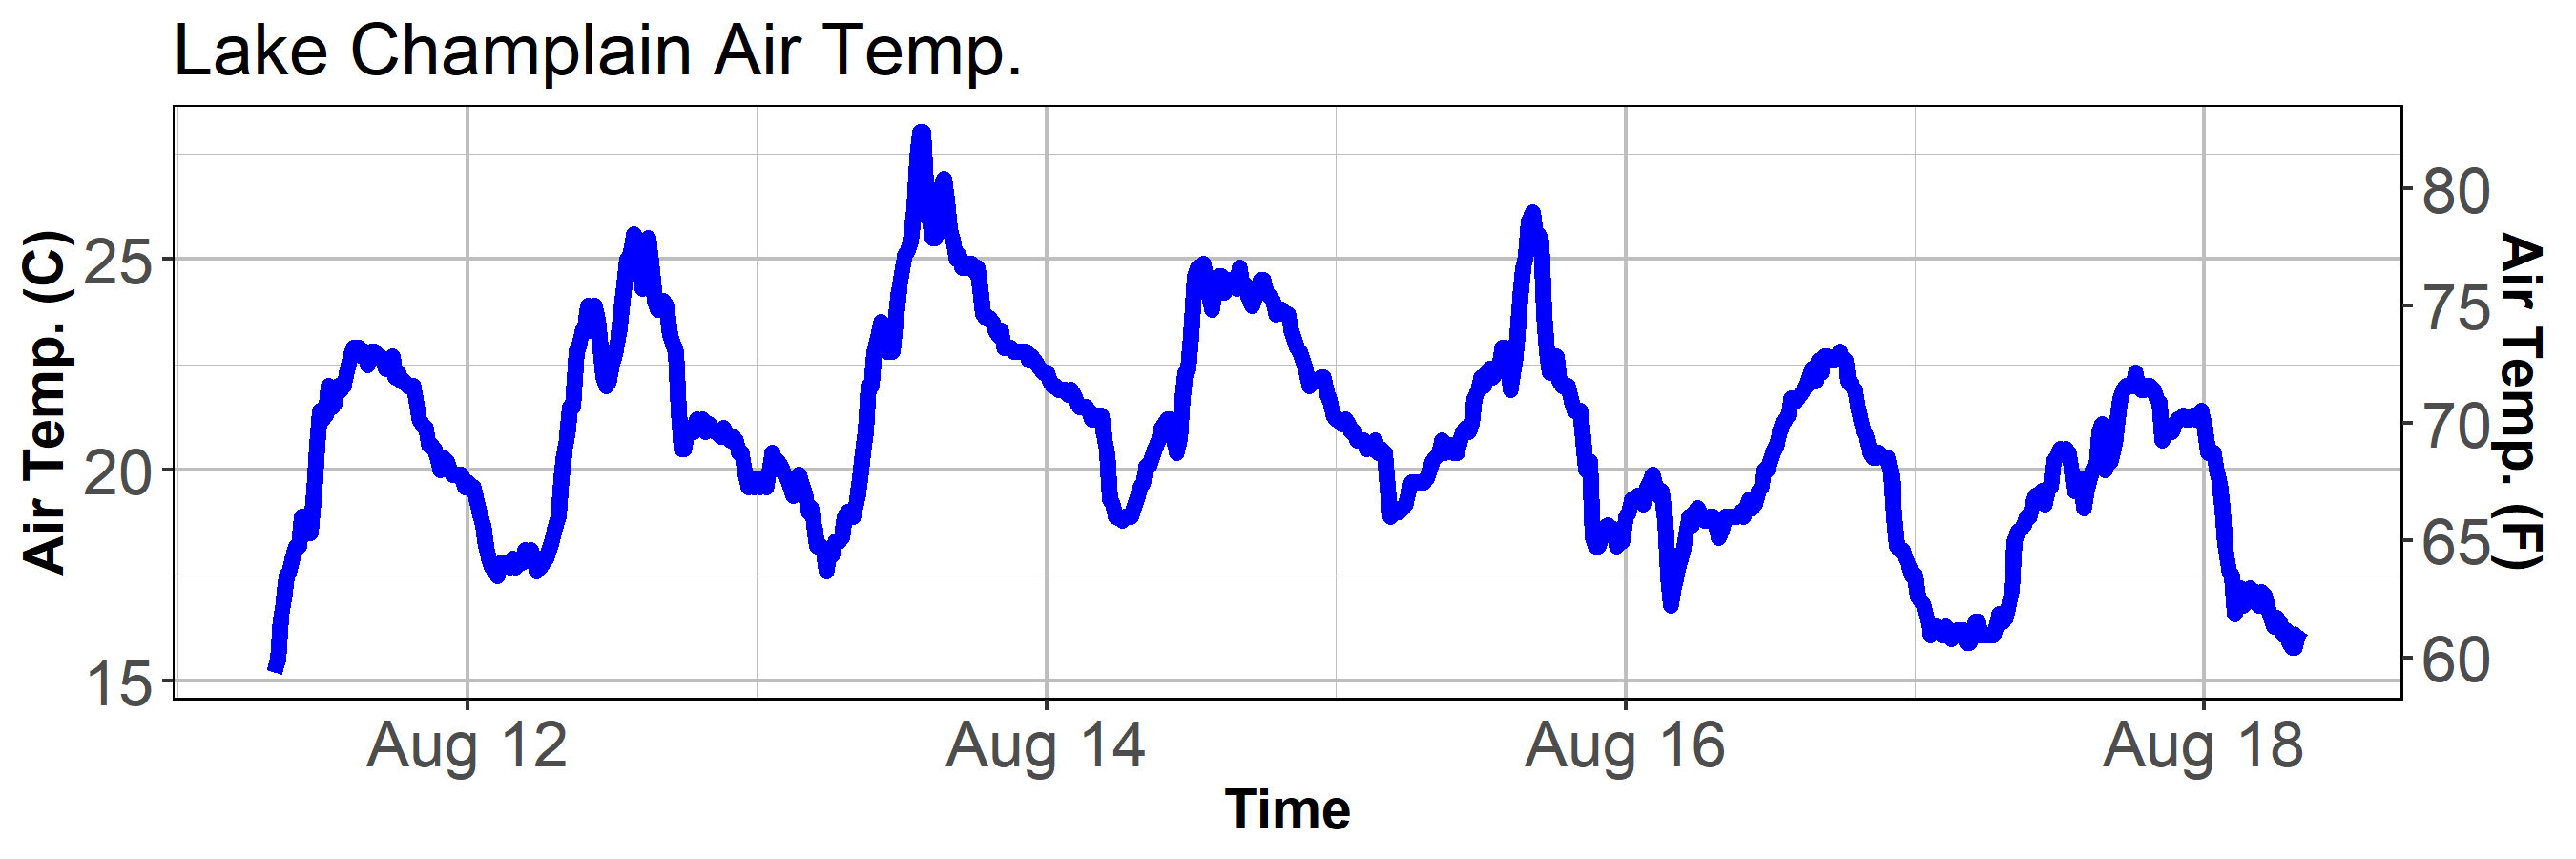 Lake Champlain Air Temp.
Air Temp. (C)
25
20
15
80
75
70
65
60
Air Temp. (F)
Aug 12
Aug 14
Aug 16
Aug 18
Time